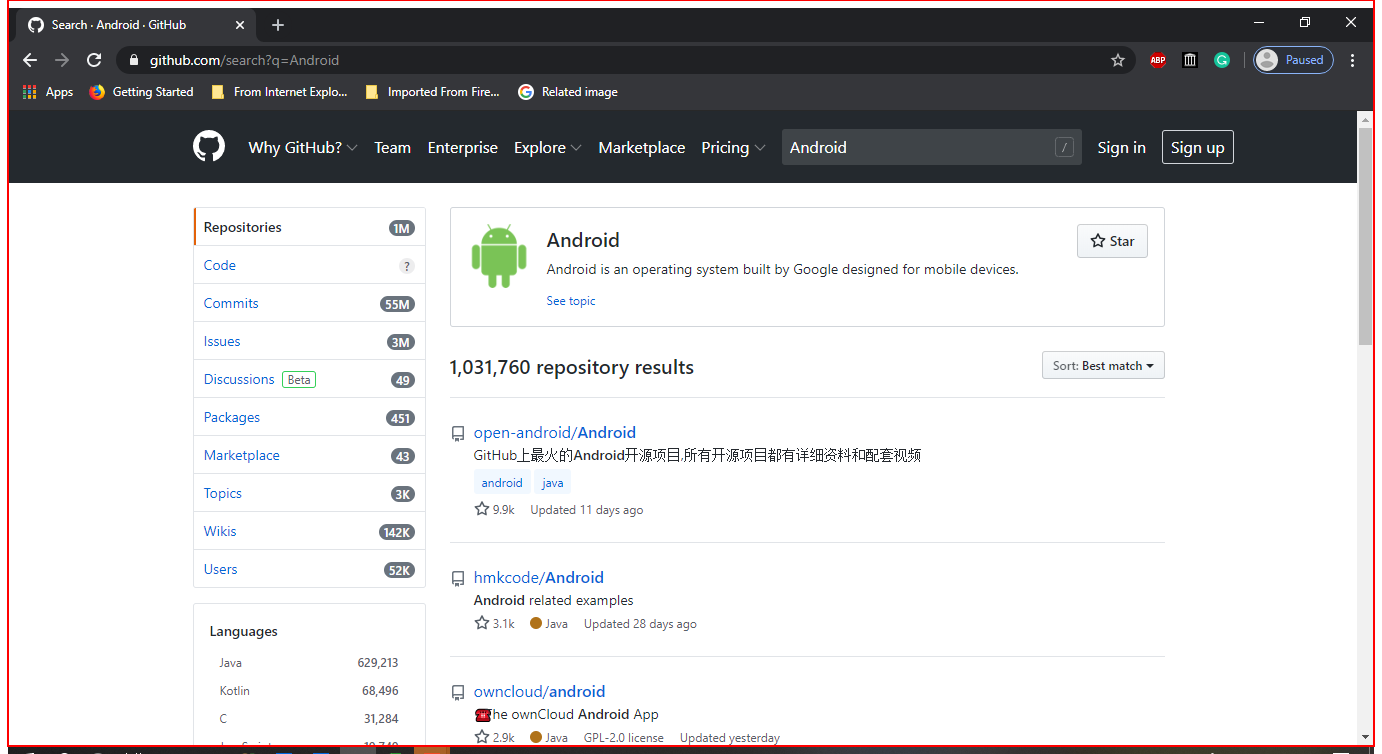 Search · Android · GitHub
github.com/search?q=Android
ABP
G
Paused
Apps
Getting Started
From Internet Explo...
Imported From Fire...
Related image
Why GitHub?
Team
Enterprise
Explore
Marketplace
Pricing
Android
/
Sign in
Sign up
Repositories 1M
Code ?
Commits 55M
Issues 3M
Discussions Beta 49
Packages 451
Marketplace 43
Topics 3K
Wikis 142K
Users 52K
Languages
Java 629,213
Kotlin 68,496
C 31,284
Android
Android is an operating system built by Google designed for mobile devices.
See topic
Star
1,031,760 repository results
Sort: Best match
open-android/Android
GitHub上最火的Android开源项目,所有开源项目都有详细资料和配套视频
android java
9.9k Updated 11 days ago
hmkcode/Android
Android related examples
3.1k Java Updated 28 days ago
owncloud/android
☎The ownCloud Android App
2.9k Java GPL-2.0 license Updated yesterday